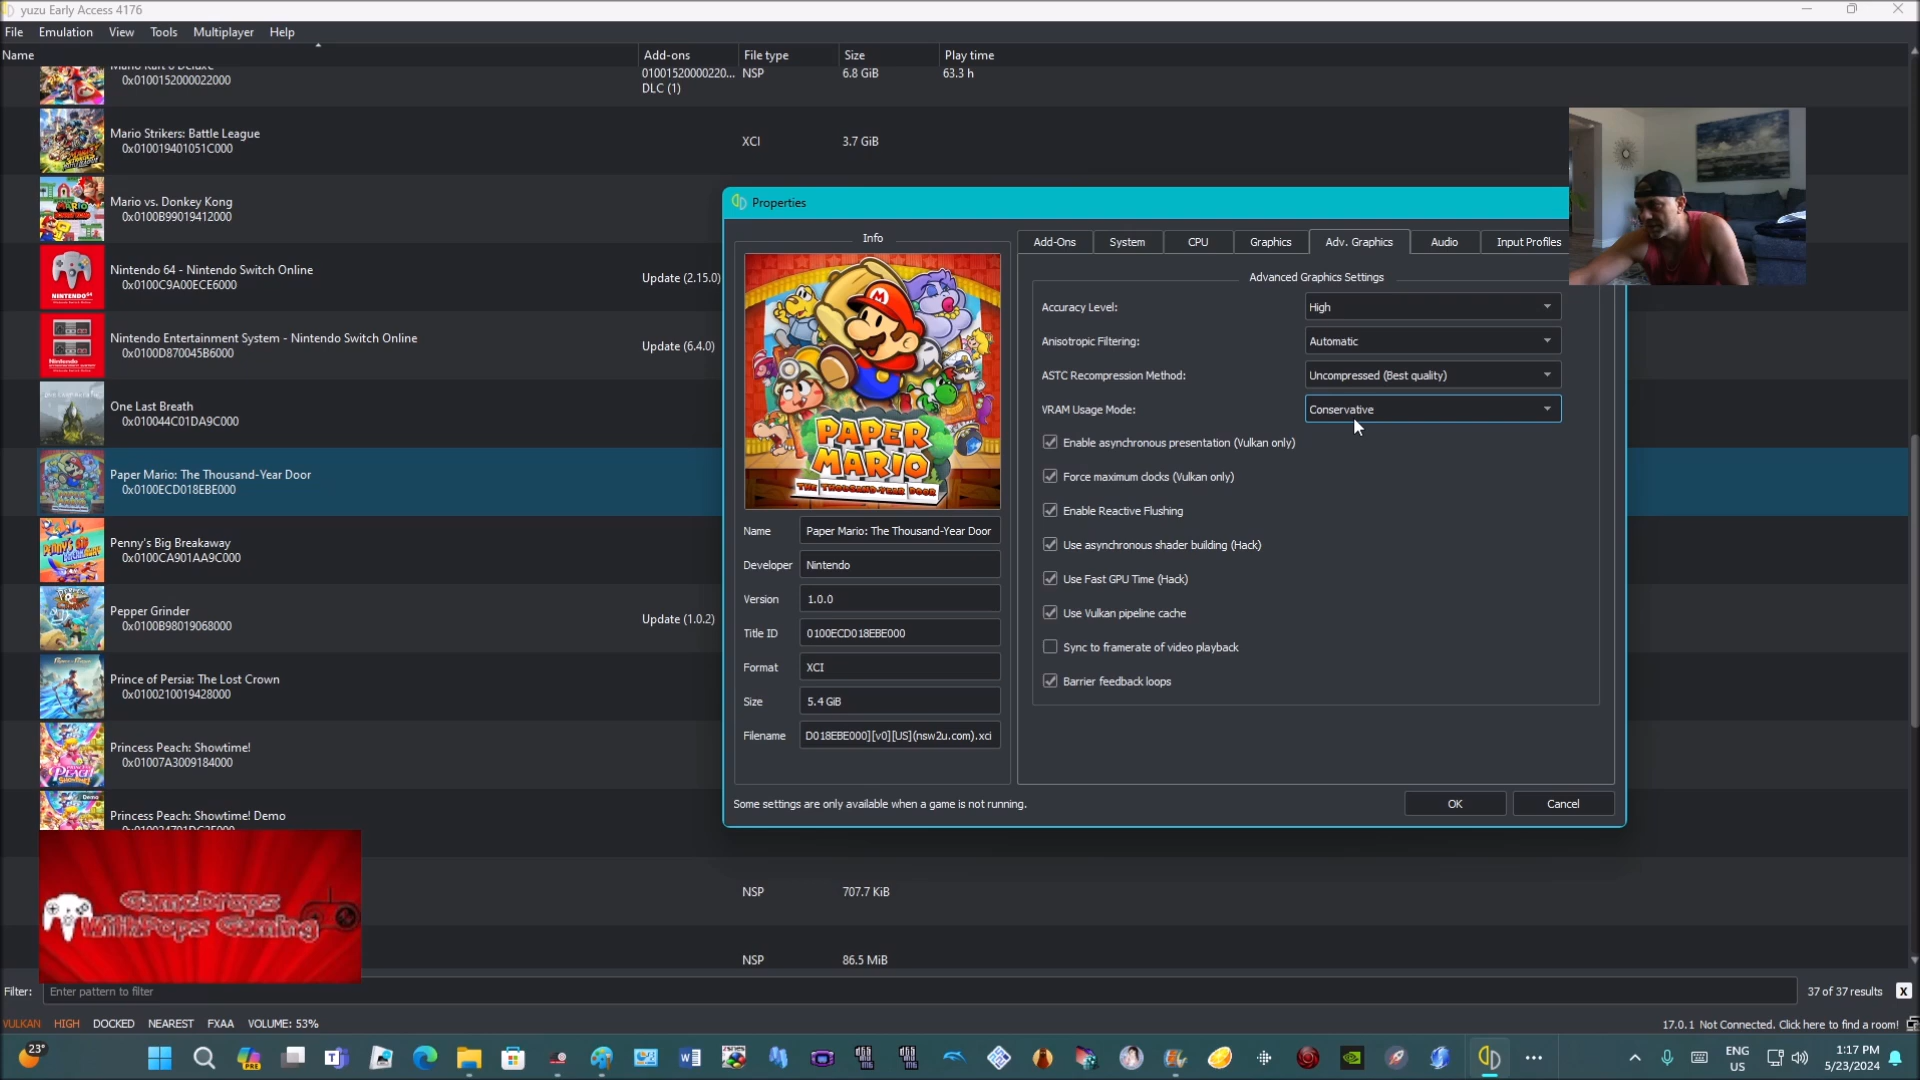 yuzu Early Access 4176
File Emulation View Tools Multiplayer Help
Name Add-ons File type Size Play time
Mario Kart 8 Deluxe
0x0100152000022000
01001520000220... NSP 6.8 GiB 63.3 h
DLC (1)
Mario Strikers: Battle League
0x010019401051C000
XCI 3.7 GiB
Mario vs. Donkey Kong
0x0100B99019412000
Nintendo 64 - Nintendo Switch Online
0x0100C9A00ECE6000
Update (2.15.0)
Nintendo Entertainment System - Nintendo Switch Online
0x0100D870045B6000
Update (6.4.0)
One Last Breath
0x010044C01DA9C000
Paper Mario: The Thousand-Year Door
0x0100ECD018EBE000
Penny's Big Breakaway
0x0100CA901AA9C000
Pepper Grinder
0x0100B98019068000
Update (1.0.2)
Prince of Persia: The Lost Crown
0x0100210019428000
Princess Peach: Showtime!
0x01007A3009184000
Princess Peach: Showtime! Demo
NSP 707.7 KiB
NSP 86.5 MiB
Properties
Info
PAPER
MARIO
THE THOUSAND-YEAR DOOR
Name Paper Mario: The Thousand-Year Door
Developer Nintendo
Version 1.0.0
Title ID 0100ECD018EBE000
Format XCI
Size 5.4 GiB
Filename D018EBE000][v0][US](nsw2u.com).xci
Add-Ons System CPU Graphics Adv. Graphics Audio Input Profiles
Advanced Graphics Settings
Accuracy Level: High
Anisotropic Filtering: Automatic
ASTC Recompression Method: Uncompressed (Best quality)
VRAM Usage Mode: Conservative
Enable asynchronous presentation (Vulkan only)
Force maximum clocks (Vulkan only)
Enable Reactive Flushing
Use asynchronous shader building (Hack)
Use Fast GPU Time (Hack)
Use Vulkan pipeline cache
Sync to framerate of video playback
Barrier feedback loops
Some settings are only available when a game is not running.
OK Cancel
GameDrops
WithPops Gaming
Filter: Enter pattern to filter
37 of 37 results X
VULKAN HIGH DOCKED NEAREST FXAA VOLUME: 53%
17.0.1 Not Connected. Click here to find a room!
23°
ENG
US
1:17 PM
5/23/2024